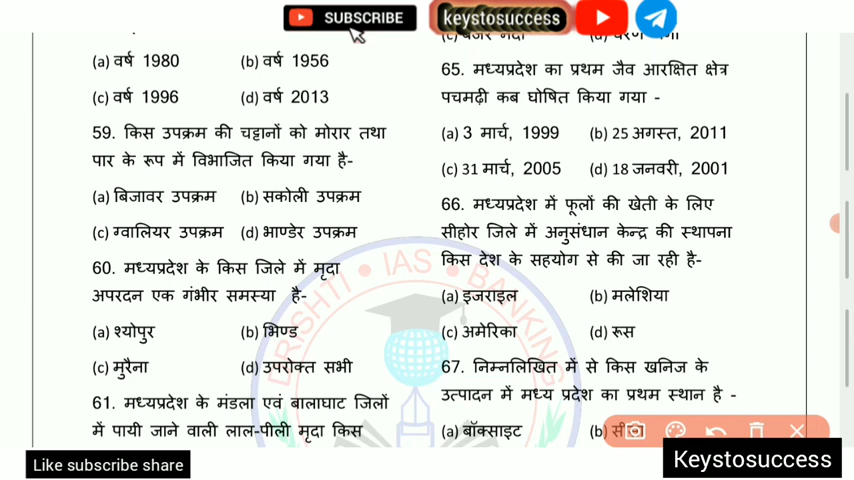 SUBSCRIBE
keystosuccess
(a) वर्ष 1980 (b) वर्ष 1956
(c) वर्ष 1996 (d) वर्ष 2013
59. किस उपक्रम की चट्टानों को मोरार तथा
पार के रूप में विभाजित किया गया है-
(a) बिजावर उपक्रम (b) सकोली उपक्रम
(c) ग्वालियर उपक्रम (d) भाण्डेर उपक्रम
60. मध्यप्रदेश के किस जिले में मृदा
अपरदन एक गंभीर समस्या है-
(a) श्योपुर (b) भिण्ड
(c) मुरैना (d) उपरोक्त सभी
61. मध्यप्रदेश के मंडला एवं बालाघाट जिलों
में पायी जाने वाली लाल-पीली मृदा किस
65. मध्यप्रदेश का प्रथम जैव आरक्षित क्षेत्र
पचमढ़ी कब घोषित किया गया -
(a) 3 मार्च, 1999 (b) 25 अगस्त, 2011
(c) 31 मार्च, 2005 (d) 18 जनवरी, 2001
66. मध्यप्रदेश में फूलों की खेती के लिए
सीहोर जिले में अनुसंधान केन्द्र की स्थापना
किस देश के सहयोग से की जा रही है-
(a) इजराइल (b) मलेशिया
(c) अमेरिका (d) रूस
67. निम्नलिखित में से किस खनिज के
उत्पादन में मध्य प्रदेश का प्रथम स्थान है -
(a) बॉक्साइट (b)
DRISHTI • IAS • BANKING
Like subscribe share
Keystosuccess